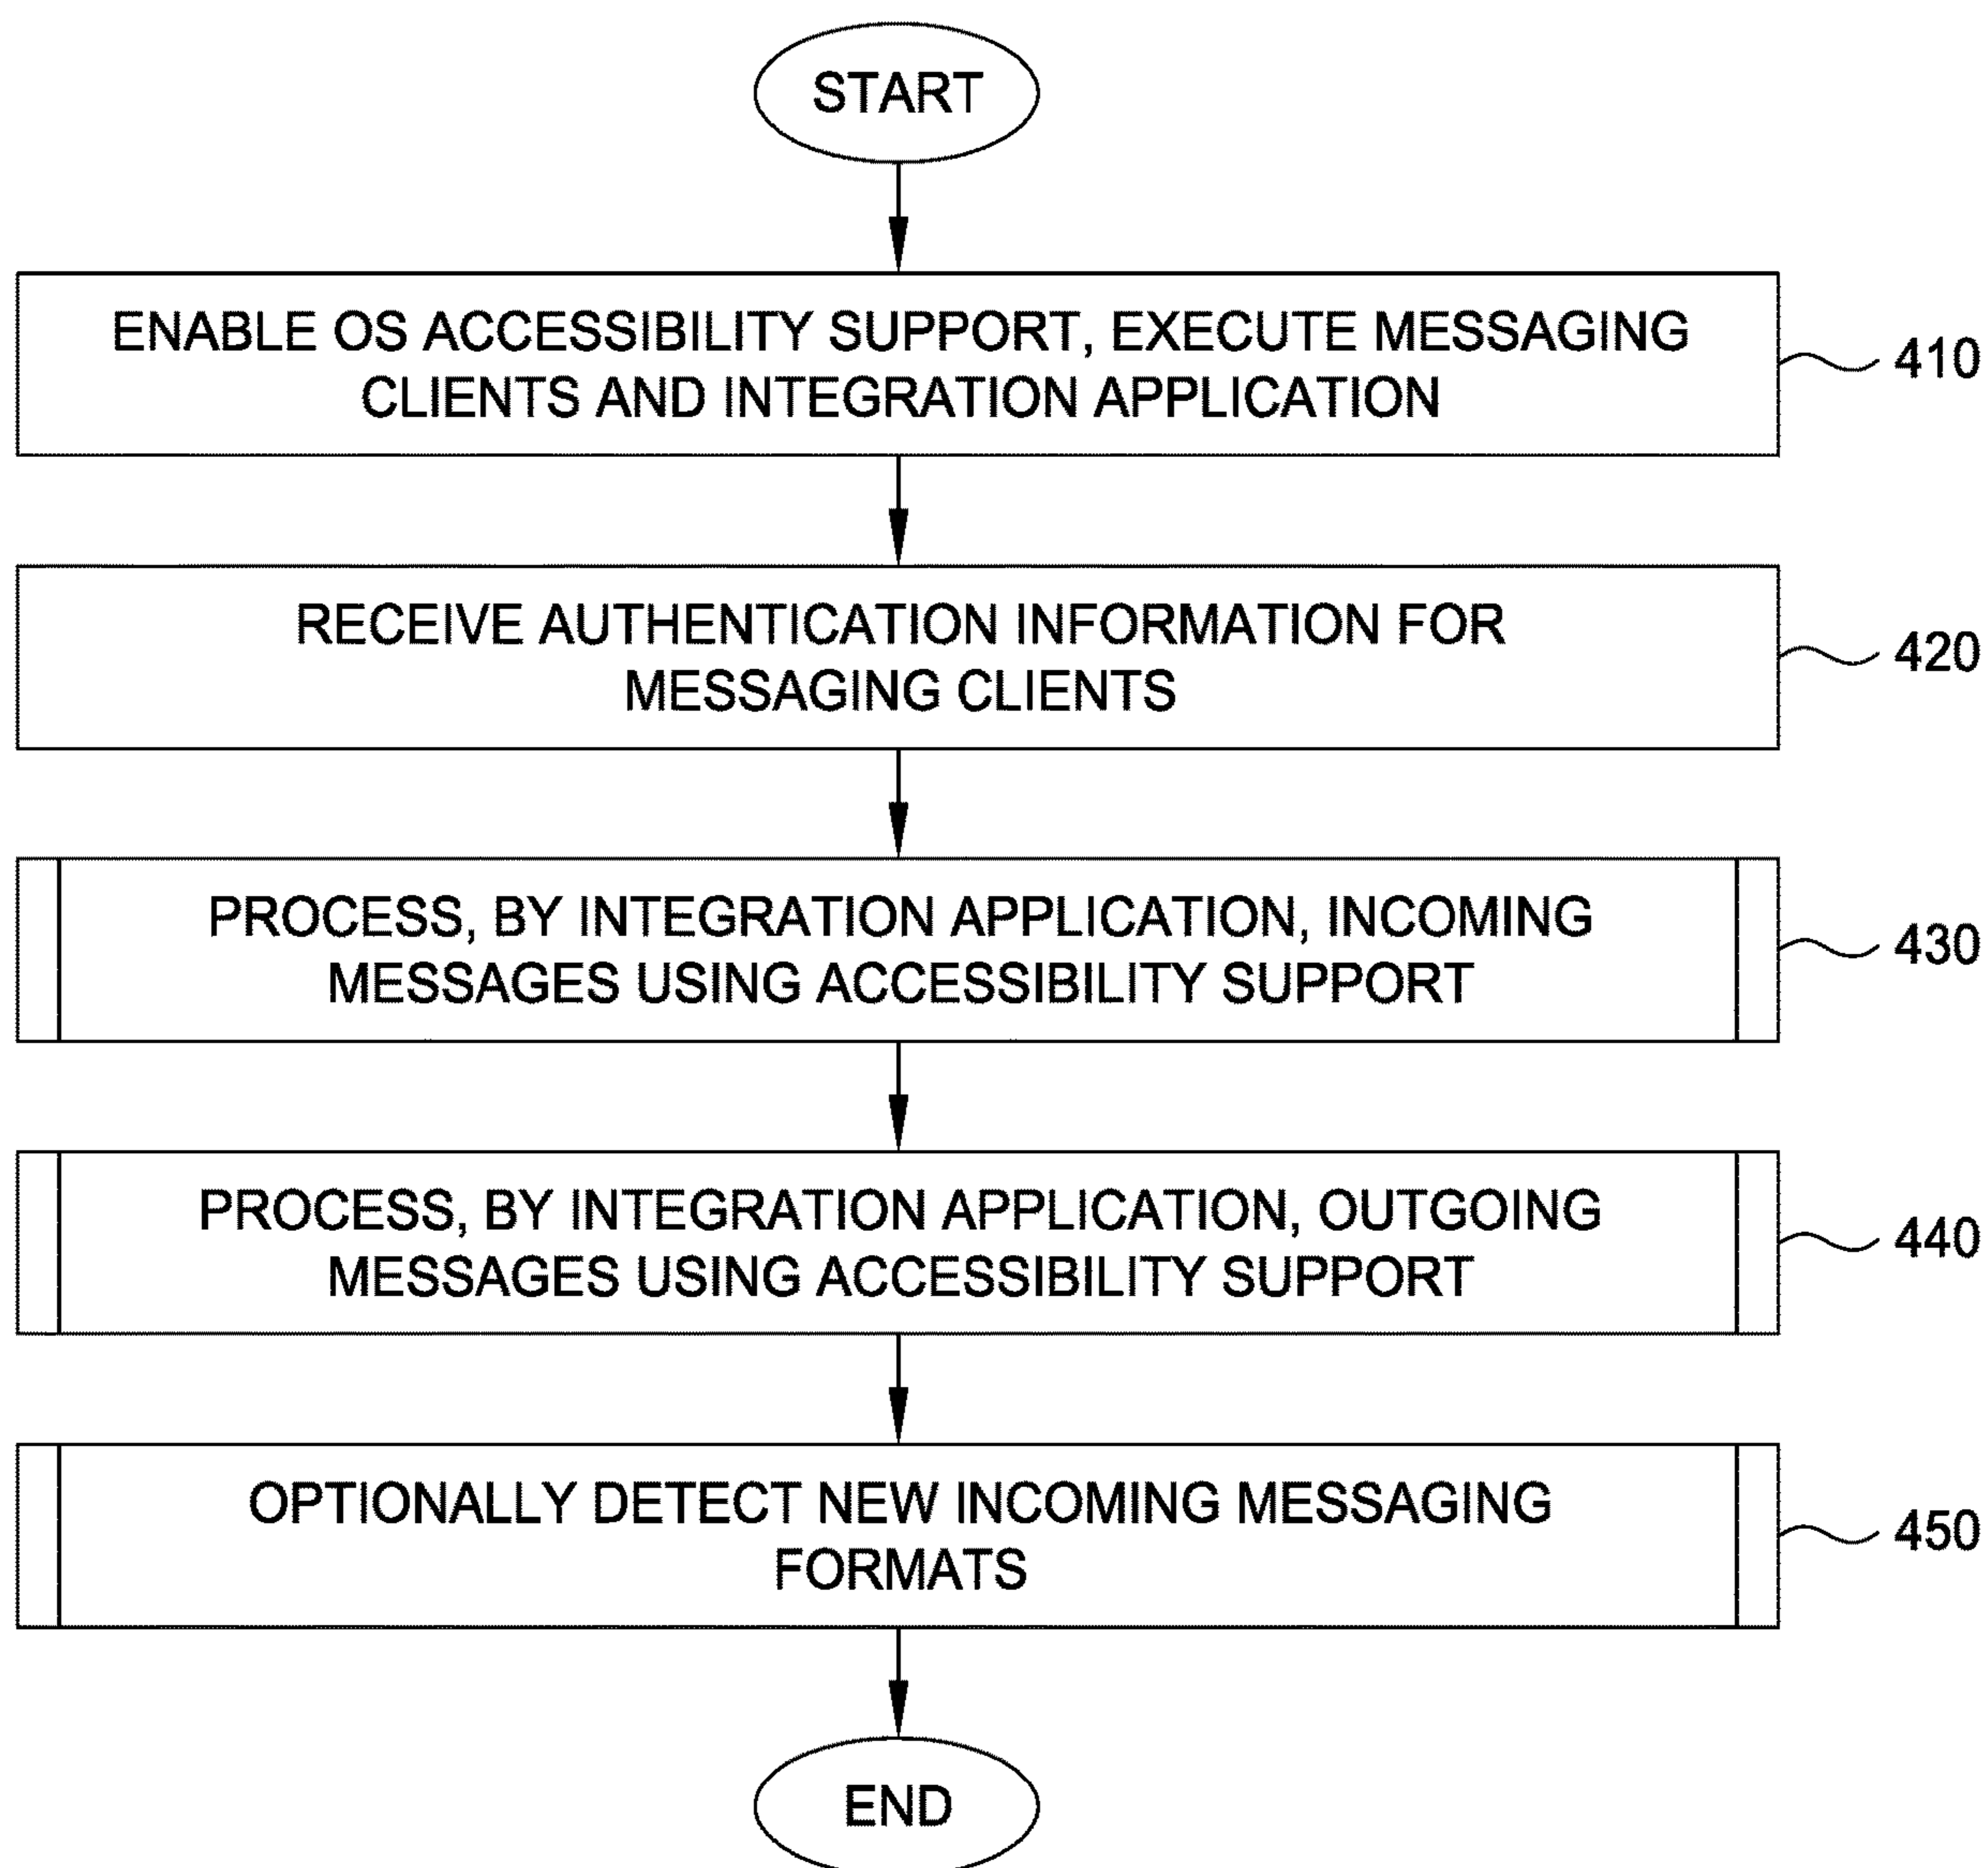 START
ENABLE OS ACCESSIBILITY SUPPORT, EXECUTE MESSAGING
CLIENTS AND INTEGRATION APPLICATION
410
RECEIVE AUTHENTICATION INFORMATION FOR
MESSAGING CLIENTS
420
PROCESS, BY INTEGRATION APPLICATION, INCOMING
MESSAGES USING ACCESSIBILITY SUPPORT
430
PROCESS, BY INTEGRATION APPLICATION, OUTGOING
MESSAGES USING ACCESSIBILITY SUPPORT
440
OPTIONALLY DETECT NEW INCOMING MESSAGING
FORMATS
450
END